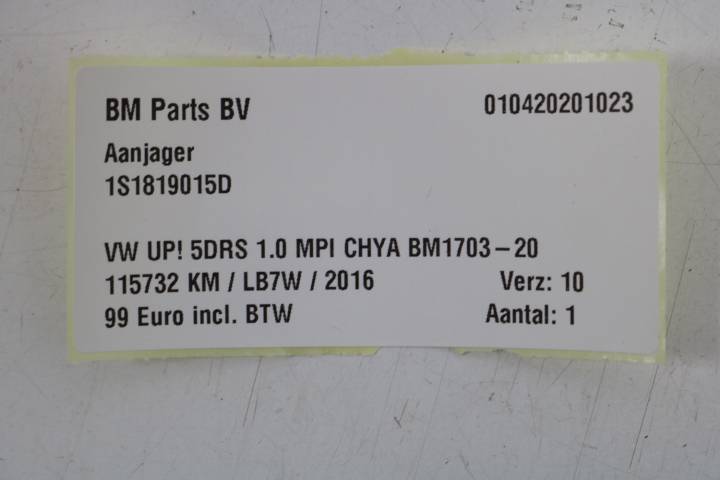 BM Parts BV 010420201023
Aanjager
1S1819015D
VW UP! 5DRS 1.0 MPI CHYA BM1703-20
115732 KM / LB7W / 2016 Verz: 10
99 Euro incl. BTW Aantal: 1